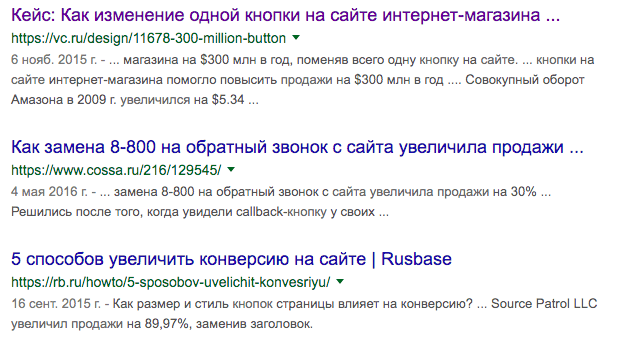 Кейс: Как изменение одной кнопки на сайте интернет-магазина ...
https://vc.ru/design/11678-300-million-button
6 нояб. 2015 г. - ... магазина на $300 млн в год, поменяв всего одну кнопку на сайте. ... кнопки на
сайте интернет-магазина помогло повысить продажи на $300 млн в год .... Совокупный оборот
Амазона в 2009 г. увеличился на $5.34 ...
Как замена 8-800 на обратный звонок с сайта увеличила продажи ...
https://www.cossa.ru/216/129545/
4 мая 2016 г. - ... замена 8-800 на обратный звонок с сайта увеличила продажи на 30% ...
Решились после того, когда увидели callback-кнопку у своих ...
5 способов увеличить конверсию на сайте | Rusbase
https://rb.ru/howto/5-sposobov-uvelichit-konvesriyu/
16 сент. 2015 г. - Как размер и стиль кнопок страницы влияет на конверсию? ... Source Patrol LLC
увеличил продажи на 89,97%, заменив заголовок.